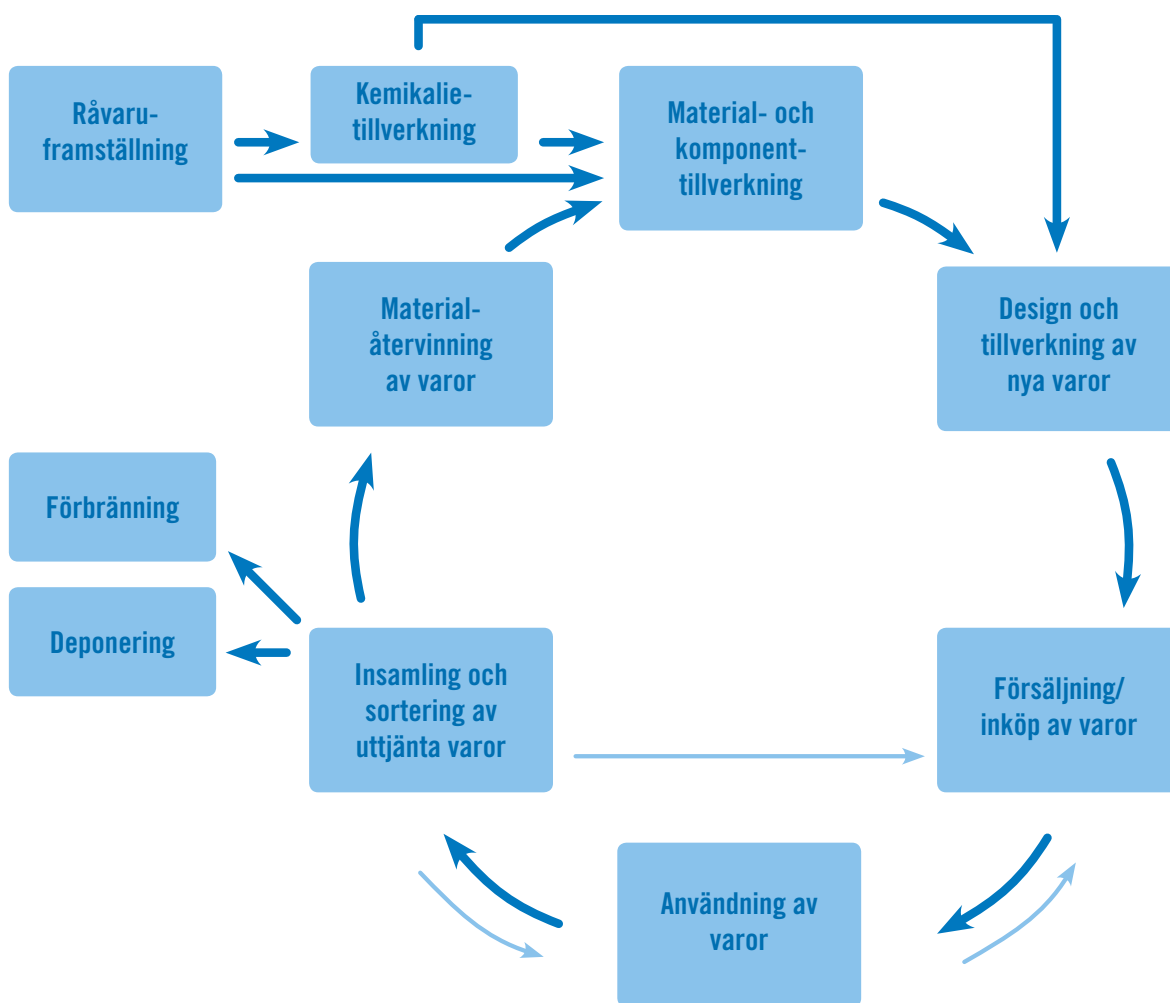 Råvaru-
framställning
Kemikalie-
tillverkning
Material- och
komponent-
tillverkning
Material-
återvinning
av varor
Design och
tillverkning av
nya varor
Förbränning
Deponering
Insamling och
sortering av
uttjänta varor
Försäljning/
inköp av varor
Användning av
varor